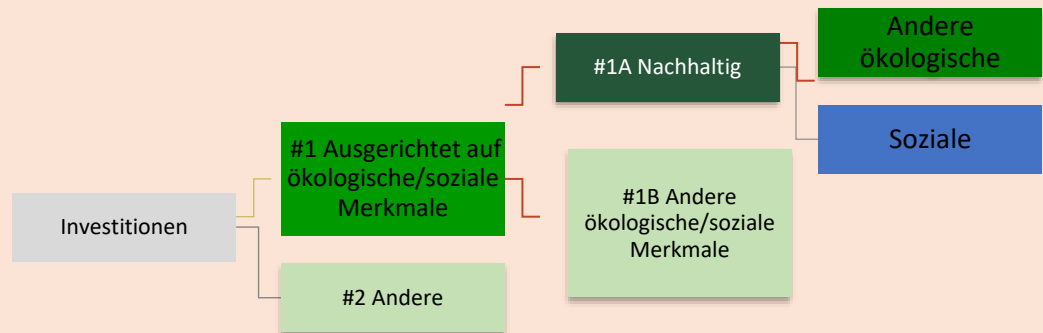 Investitionen
#1 Ausgerichtet auf
ökologische/soziale
Merkmale
#2 Andere
#1A Nachhaltig
#1B Andere
ökologische/soziale
Merkmale
Andere
ökologische
Soziale